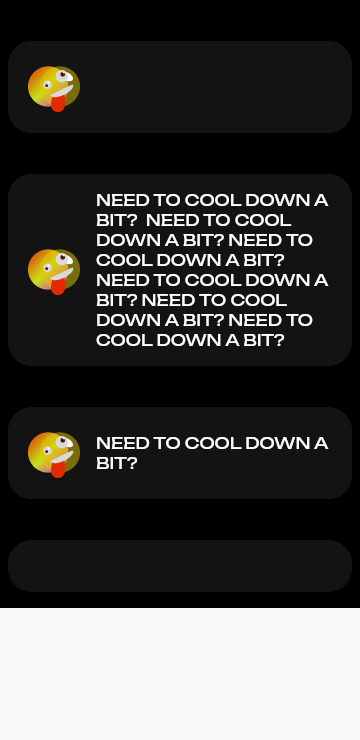 NEED TO COOL DOWN A
BIT?  NEED TO COOL
DOWN A BIT? NEED TO
COOL DOWN A BIT?
NEED TO COOL DOWN A
BIT? NEED TO COOL
DOWN A BIT? NEED TO
COOL DOWN A BIT?
NEED TO COOL DOWN A
BIT?